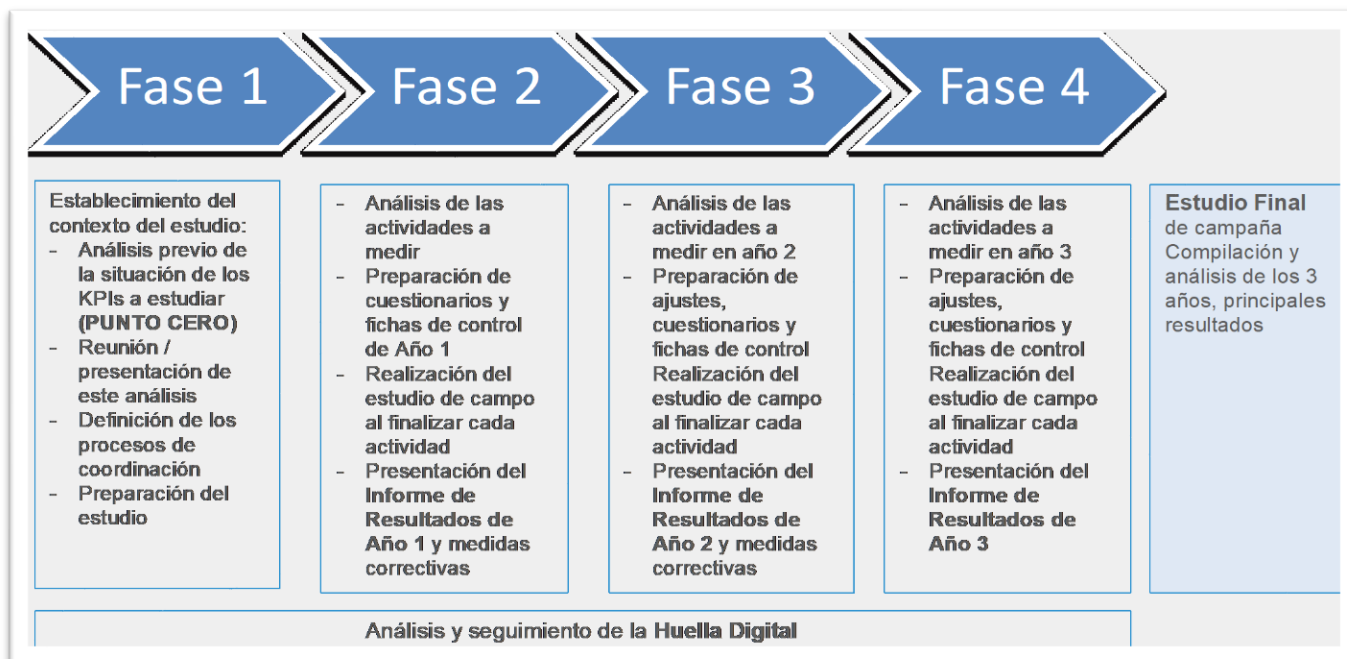 Fase 1
Fase 2
Fase 3
Fase 4
Establecimiento del
contexto del estudio:
- Análisis previo de
la situación de los
KPIs a estudiar
(PUNTO CERO)
- Reunión /
presentación de
este análisis
- Definición de los
procesos de
coordinación
- Preparación del
estudio
- Análisis de las
actividades a
medir
- Preparación de
cuestionarios y
fichas de control
de Año 1
- Realización del
estudio de campo
al finalizar cada
actividad
- Presentación del
Informe de
Resultados de
Año 1 y medidas
correctivas
- Análisis de las
actividades a
medir en año 2
- Preparación de
ajustes,
cuestionarios y
fichas de control
Realización del
estudio de campo
al finalizar cada
actividad
- Presentación del
Informe de
Resultados de
Año 2 y medidas
correctivas
- Análisis de las
actividades a
medir en año 3
- Preparación de
ajustes,
cuestionarios y
fichas de control
Realización del
estudio de campo
al finalizar cada
actividad
- Presentación del
Informe de
Resultados de
Año 3
Estudio Final
de campaña
Compilación y
análisis de los 3
años, principales
resultados
Análisis y seguimiento de la Huella Digital